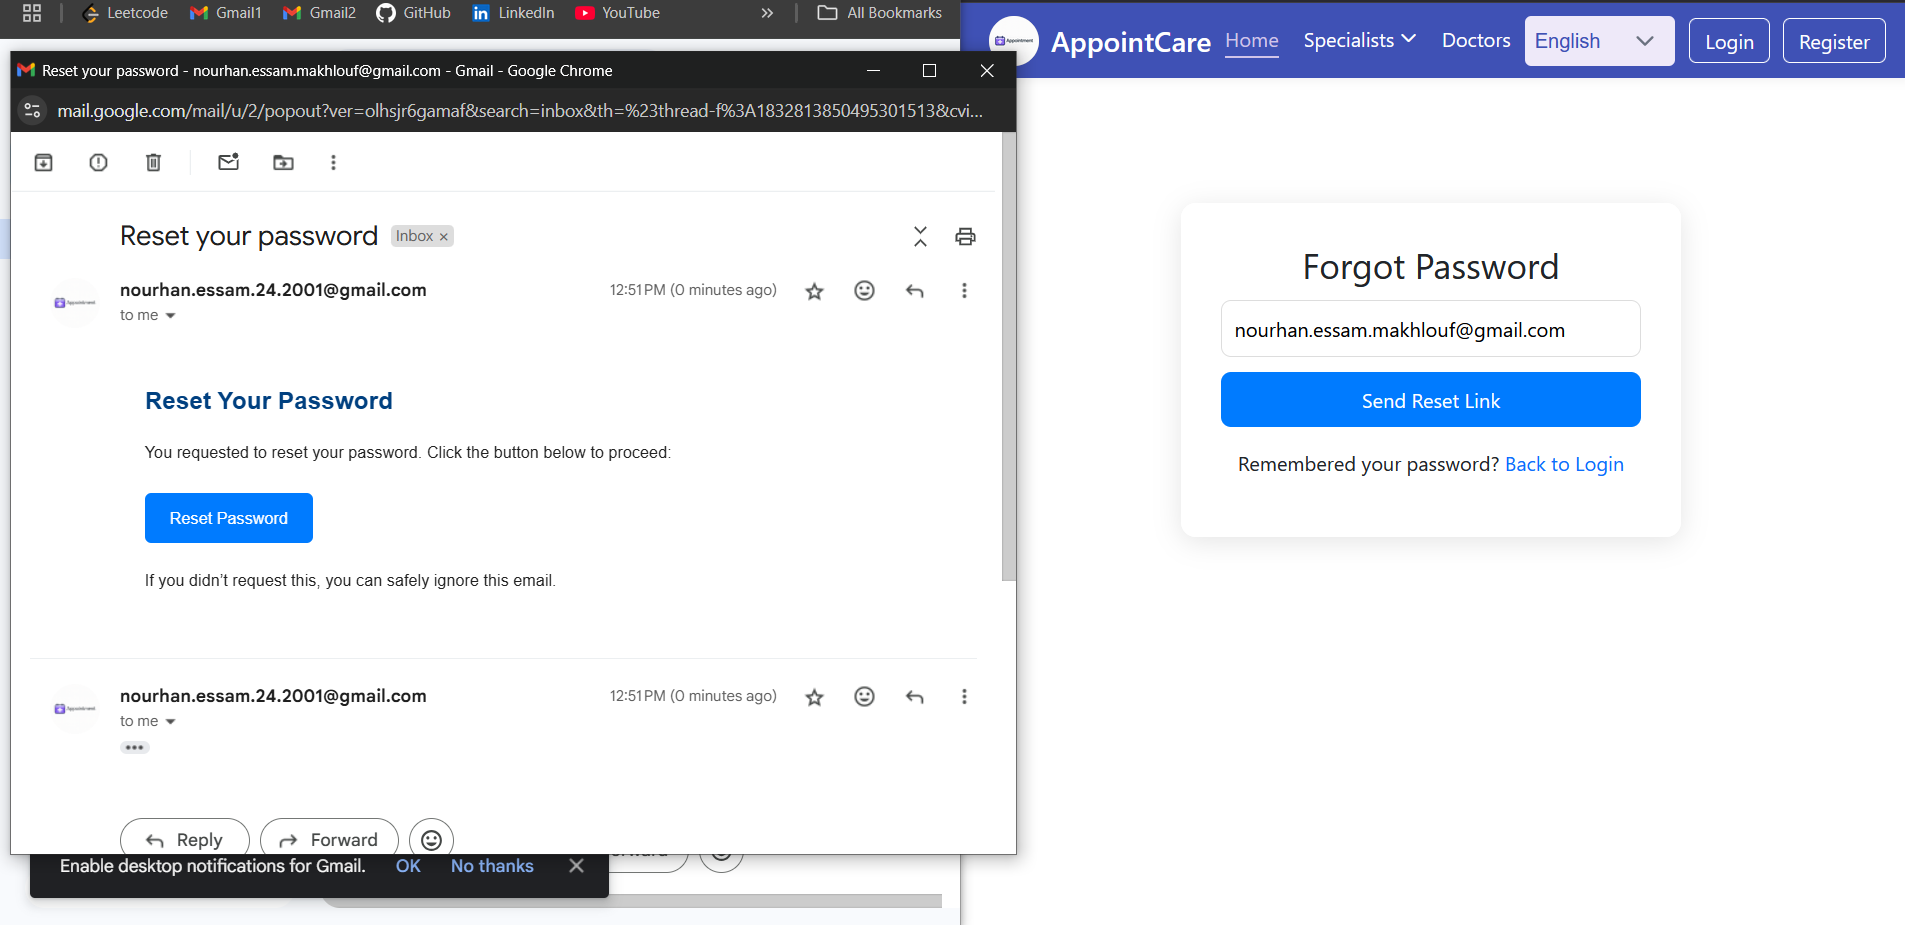 Leetcode Gmail1 Gmail2 GitHub LinkedIn YouTube » All Bookmarks
Reset your password - nourhan.essam.makhlouf@gmail.com - Gmail - Google Chrome
mail.google.com/mail/u/2/popout?ver=olhsjr6gamaf&search=inbox&th=%23thread-f%3A1832813850495301513&cvi...
Reset your password Inbox ×
nourhan.essam.24.2001@gmail.com 12:51 PM (0 minutes ago)
Appointment
to me
Reset Your Password
You requested to reset your password. Click the button below to proceed:
Reset Password
If you didn’t request this, you can safely ignore this email.
nourhan.essam.24.2001@gmail.com 12:51 PM (0 minutes ago)
Appointment
to me
Reply Forward
Enable desktop notifications for Gmail. OK No thanks
Appointment AppointCare Home Specialists Doctors English Login Register
Forgot Password
nourhan.essam.makhlouf@gmail.com
Send Reset Link
Remembered your password? Back to Login